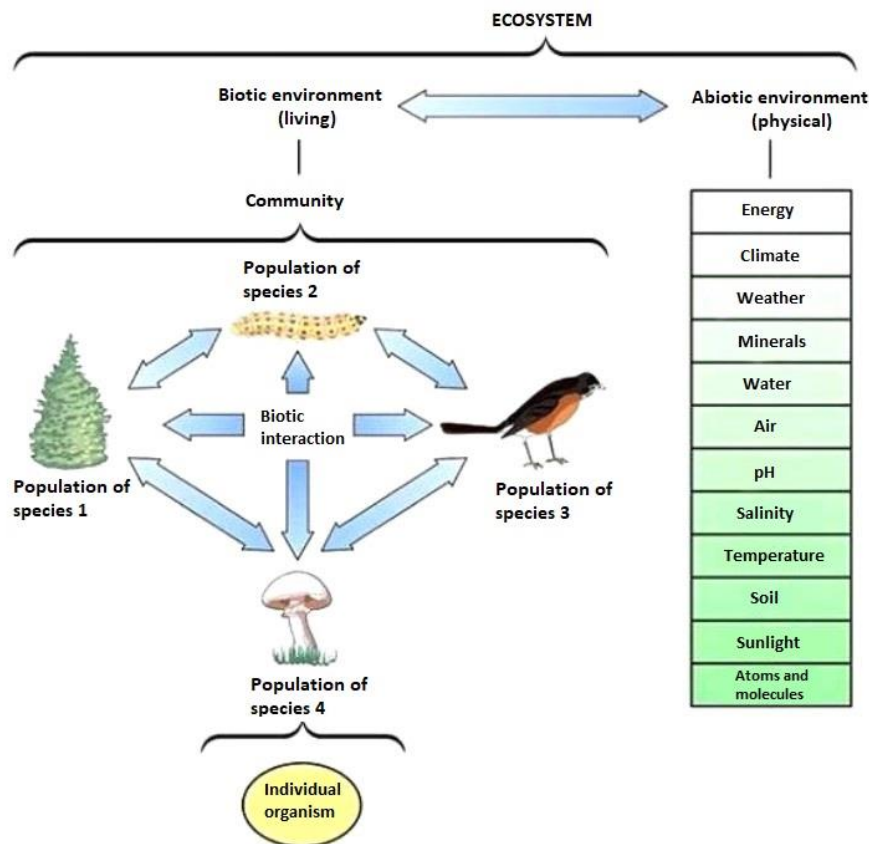 ECOSYSTEM
Biotic environment
(living)
Abiotic environment
(physical)
Community
Population of
species 2
Biotic
interaction
Population of
species 1
Population of
species 3
Population of
species 4
Individual
organism
Energy
Climate
Weather
Minerals
Water
Air
pH
Salinity
Temperature
Soil
Sunlight
Atoms and
molecules